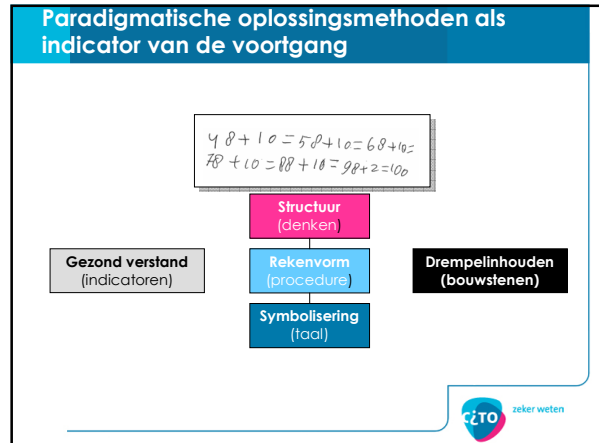 Paradigmatische oplossingsmethoden als
indicator van de voortgang
48+10=58+10=68+10=
78+10=88+10=98+2=100
Structuur
(denken)
Gezond verstand
(indicatoren)
Rekenvorm
(procedure)
Drempelinhouden
(bouwstenen)
Symbolisering
(taal)
cito
zeker weten